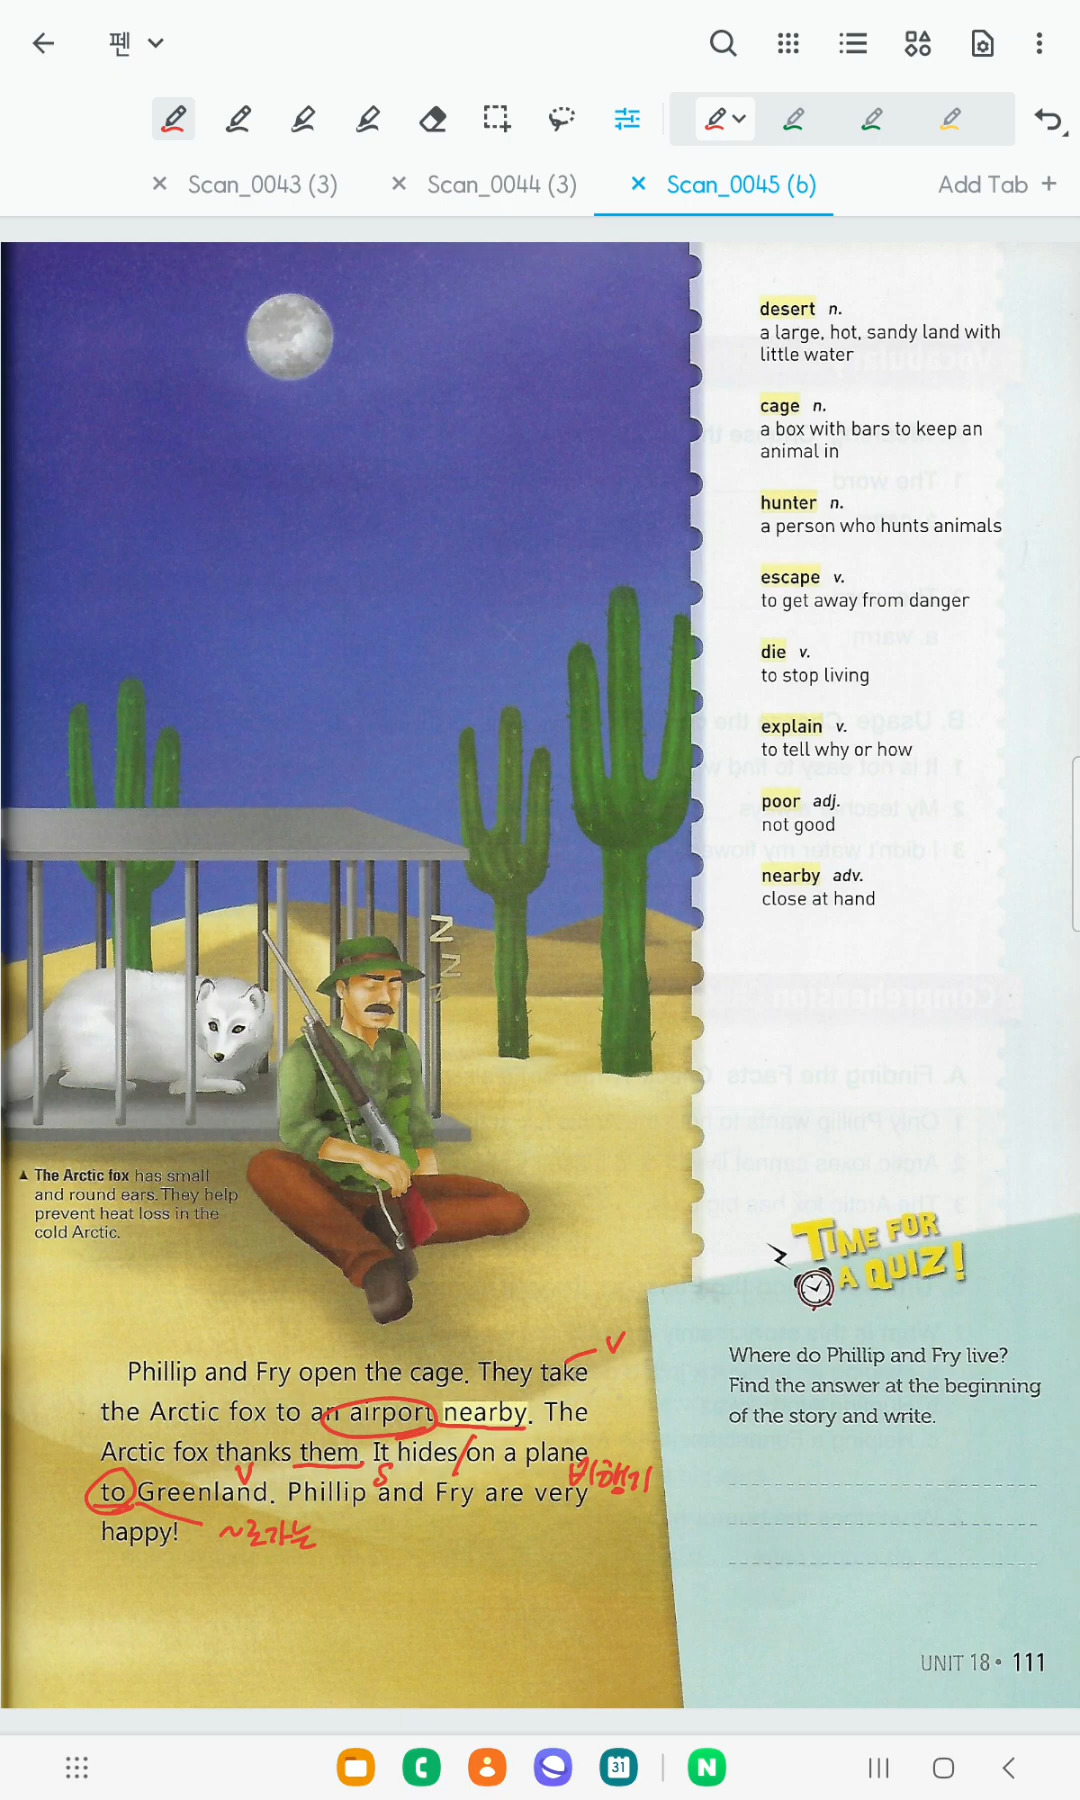 펜
Scan_0043 (3)
Scan_0044 (3)
Scan_0045 (6)
Add Tab +
desert n.
a large, hot, sandy land with
little water
cage n.
a box with bars to keep an
animal in
hunter n.
a person who hunts animals
escape v.
to get away from danger
die v.
to stop living
explain v.
to tell why or how
poor adj.
not good
nearby adv.
close at hand
N
N
N
▲ The Arctic fox has small
and round ears. They help
prevent heat loss in the
cold Arctic.
TIME FOR
A QUIZ!
Where do Phillip and Fry live?
Find the answer at the beginning
of the story and write.
v
Phillip and Fry open the cage. They take
the Arctic fox to an airport nearby. The
Arctic fox thanks them. It hides on a plane
v
s
비행기
to Greenland. Phillip and Fry are very
happy!
~로가는
UNIT 18 • 111
31
N